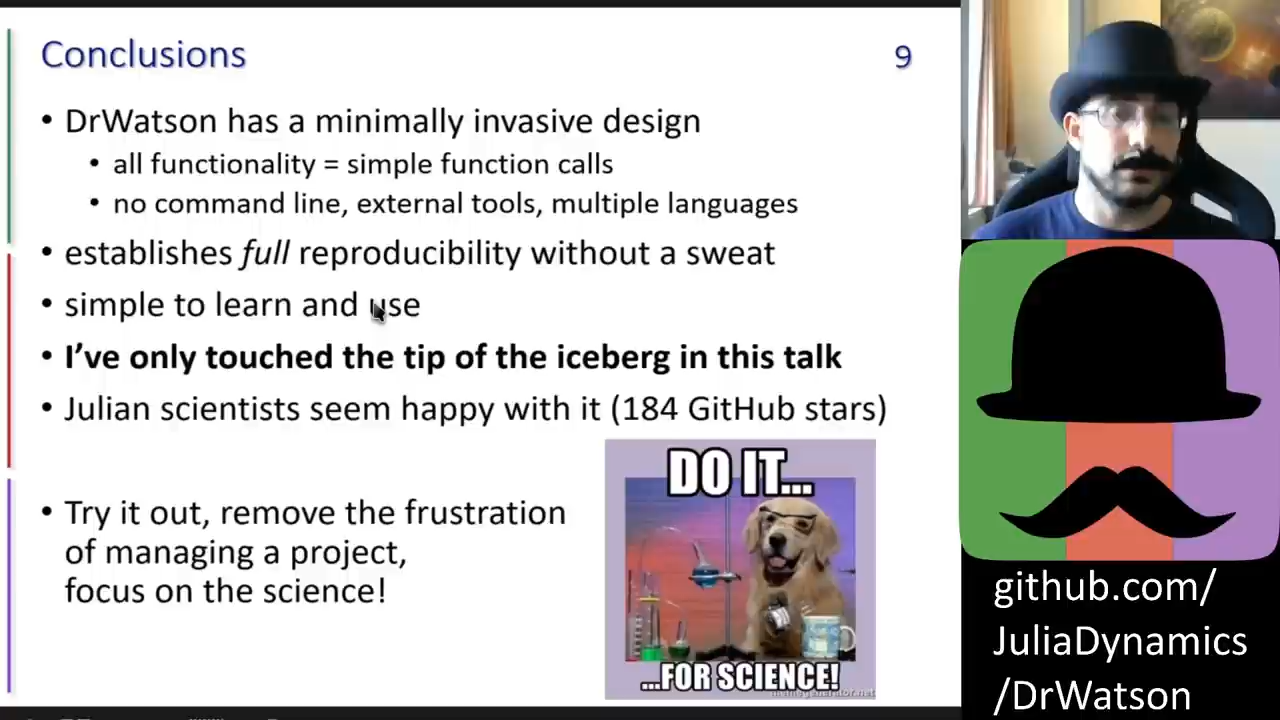 Conclusions
9
• DrWatson has a minimally invasive design
• all functionality = simple function calls
• no command line, external tools, multiple languages
• establishes full reproducibility without a sweat
• simple to learn and use
• I've only touched the tip of the iceberg in this talk
• Julian scientists seem happy with it (184 GitHub stars)
• Try it out, remove the frustration
of managing a project,
focus on the science!
DO IT...
...FOR SCIENCE!
memegenerator.net
github.com/
JuliaDynamics
/DrWatson